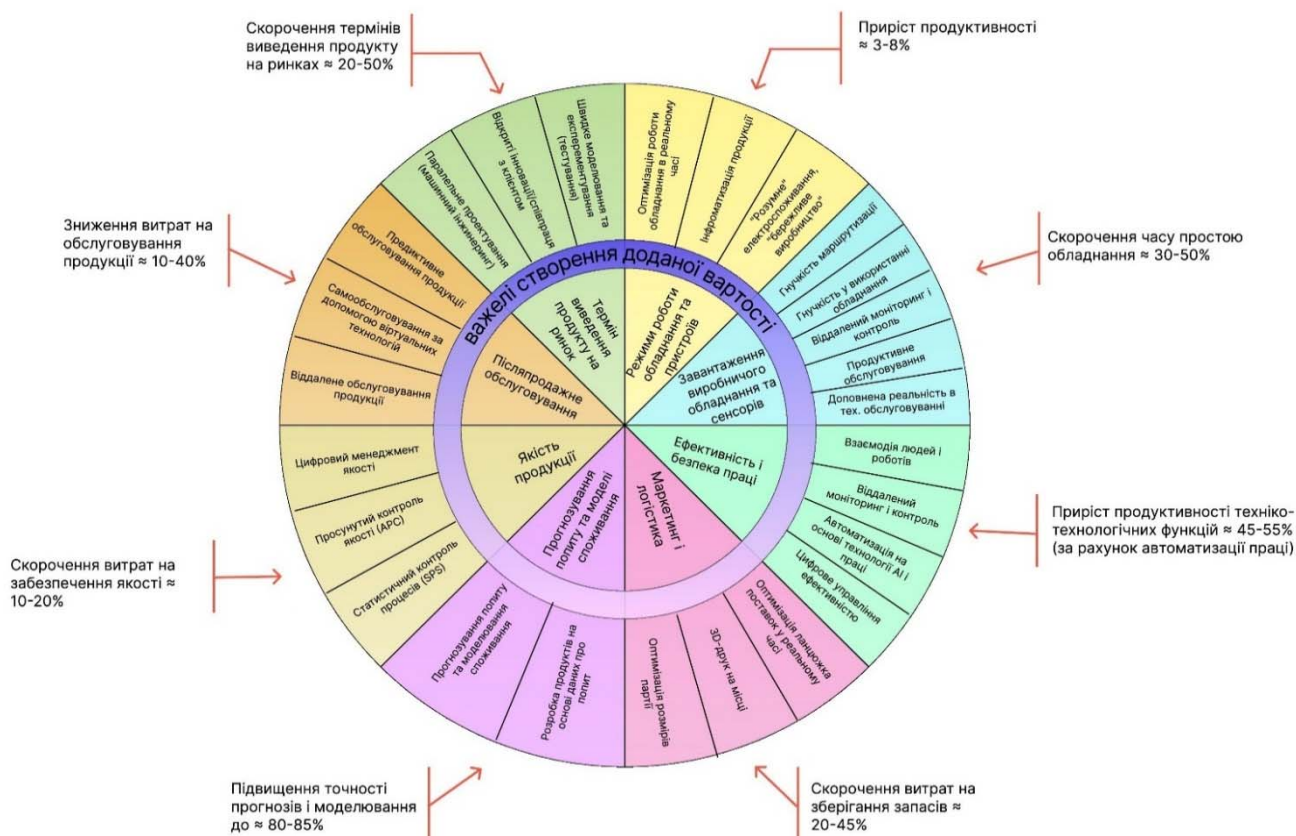 Скорочення термінів
виведення продукту
на ринках ≈ 20-50%
Приріст продуктивності
≈ 3-8%
Зниження витрат на
обслуговування
продукції ≈ 10-40%
Скорочення часу простою
обладнання ≈ 30-50%
Скорочення витрат на
забезпечення якості ≈
10-20%
Приріст продуктивності техніко-
технологічних функцій ≈ 45-55%
(за рахунок автоматизації праці)
Підвищення точності
прогнозів і моделювання
до ≈ 80-85%
Скорочення витрат на
зберігання запасів ≈
20-45%
важелі створення доданої вартості
Термін
виведення
продукту на
ринок
Режими роботи
обладнання та
пристроїв
Завантаження
виробничого
обладнання та
сенсорів
Ефективність і
безпека праці
Маркетинг і
логістика
Прогнозування
попиту та моделі
споживання
Якість
продукції
Післяпродажне
обслуговування
Паралельне проектування
(машинний інжениринг)
Відкриті інновації/співпраця
з клієнтом
Швидке моделювання та
експерементування
(тестування)
Оптимізація роботи
обладнання в реальному
часі
Інфроматизація продукції
"Розумне"
електроспоживання,
"бережливе
виробництво"
Гнучкість маршрутизації
Гнучкість у використанні
обладнання
Віддалений моніторинг і
контроль
Продуктивне
обслуговування
Доповнена реальність в
тех. обслуговуванні
Взаємодія людей і
роботів
Віддалений
моніторинг і контроль
Автоматизація на
основі технології AI і
праці
Цифрове управління
ефективністю
Оптимізація ланцюжка
поставок у реальному
часі
3D-друк на місці
Оптимізація розмірів
партії
Розробка продуктів на
основі даних про
попит
Прогнозування попиту
та моделювання
споживання
Статистичний контроль
процесів (SPS)
Просунутий контроль
якості (APC)
Цифровий менеджмент
якості
Віддалене обслуговування
продукції
Самообслуговування за
допомогою віртуальних
технологій
Предиктивне
обслуговування продукції